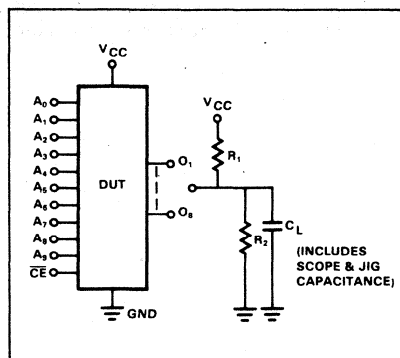 VCC
A0
A1
A2
A3
A4
A5
A6
A7
A8
A9
CE
DUT
GND
O1
O8
VCC
R1
R2
CL
(INCLUDES
SCOPE & JIG
CAPACITANCE)